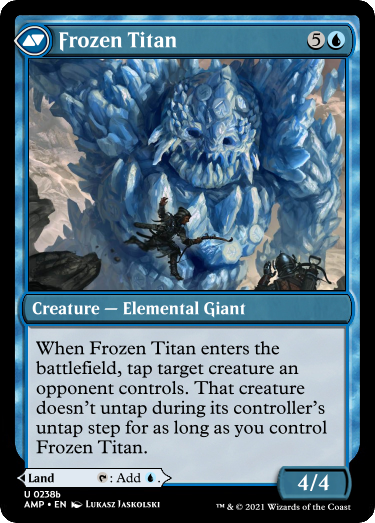 Frozen Titan 5
Creature — Elemental Giant
When Frozen Titan enters the
battlefield, tap target creature an
opponent controls. That creature
doesn't untap during its controller's
untap step for as long as you control
Frozen Titan.
Land : Add .
4/4
U 0238b
AMP • EN Lukasz Jaskolski
™ & © 2021 Wizards of the Coast